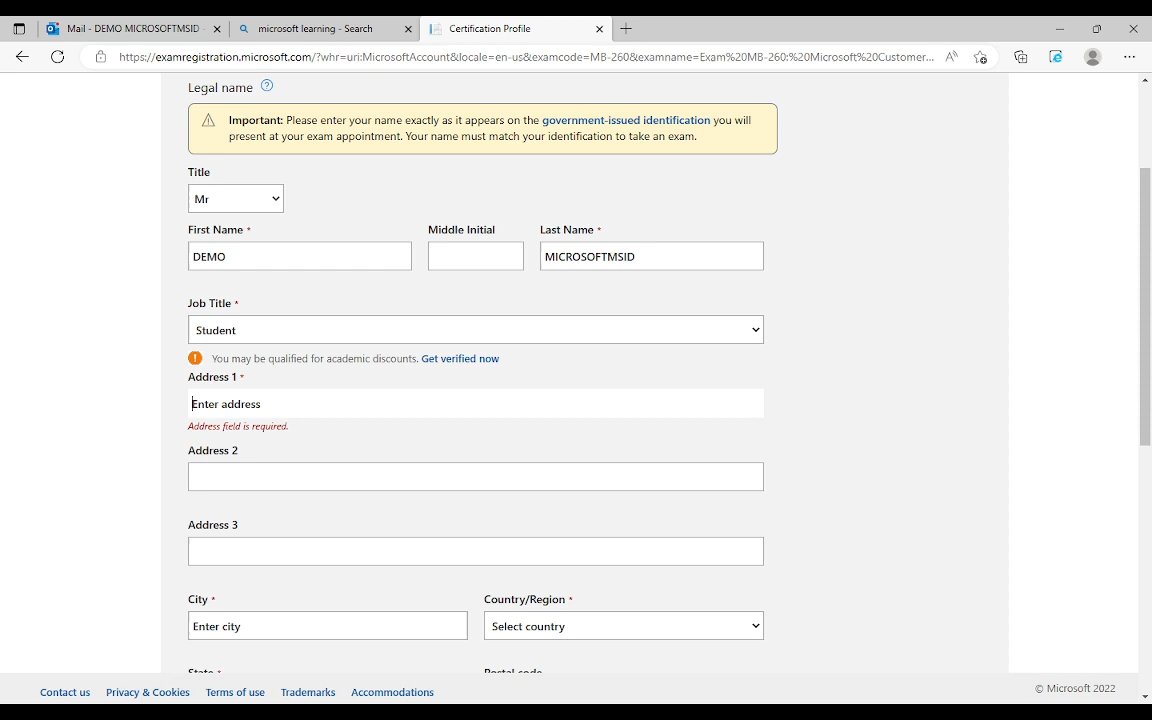 Mail - DEMO MICROSOFTMSID
microsoft learning - Search
Certification Profile
https://examregistration.microsoft.com/?whr=uri:MicrosoftAccount&locale=en-us&examcode=MB-260&examname=Exam%20MB-260:%20Microsoft%20Customer...
Legal name ?
Important: Please enter your name exactly as it appears on the government-issued identification you will
present at your exam appointment. Your name must match your identification to take an exam.
Title
Mr
First Name * Middle Initial Last Name *
DEMO MICROSOFTMSID
Job Title *
Student
You may be qualified for academic discounts. Get verified now
Address 1 *
Enter address
Address field is required.
Address 2
Address 3
City * Country/Region *
Enter city Select country
State * Postal code
Contact us Privacy & Cookies Terms of use Trademarks Accommodations © Microsoft 2022